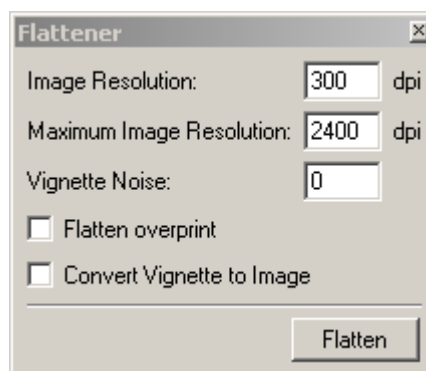 Flattener
Image Resolution: 300 dpi
Maximum Image Resolution: 2400 dpi
Vignette Noise: 0
Flatten overprint
Convert Vignette to Image
Flatten